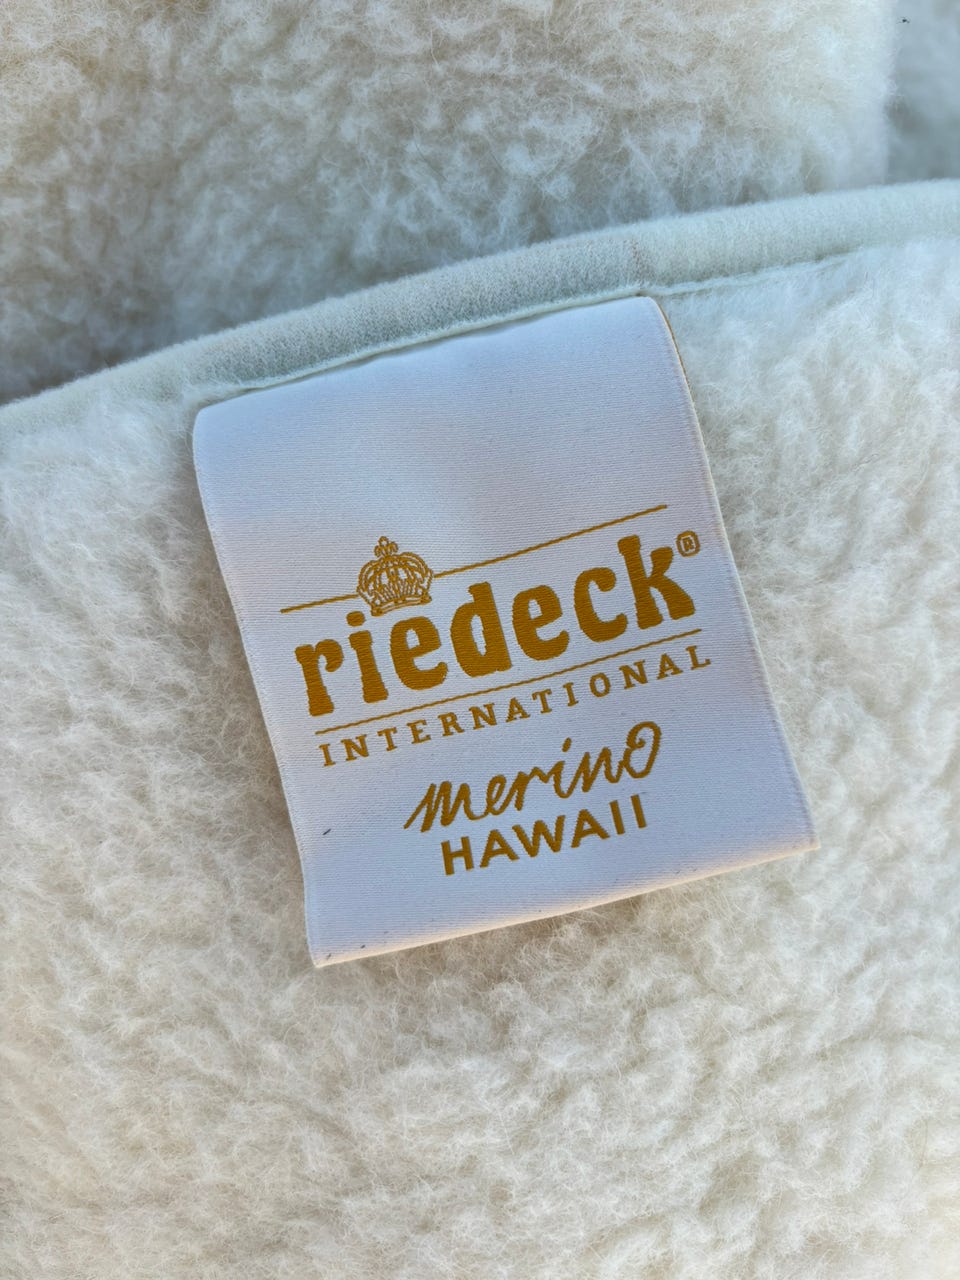 riedeck®
INTERNATIONAL
merino
HAWAII